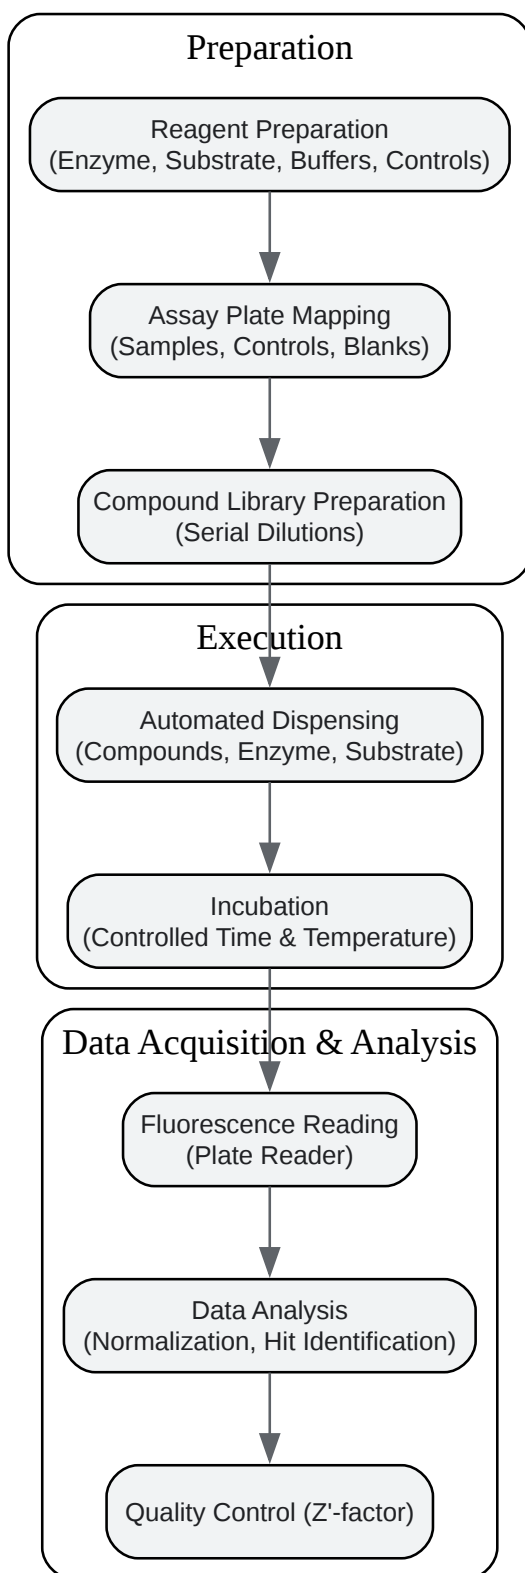 Preparation
Reagent Preparation
(Enzyme, Substrate, Buffers, Controls)
Assay Plate Mapping
(Samples, Controls, Blanks)
Compound Library Preparation
(Serial Dilutions)
Execution
Automated Dispensing
(Compounds, Enzyme, Substrate)
Incubation
(Controlled Time & Temperature)
Data Acquisition & Analysis
Fluorescence Reading
(Plate Reader)
Data Analysis
(Normalization, Hit Identification)
Quality Control (Z'-factor)